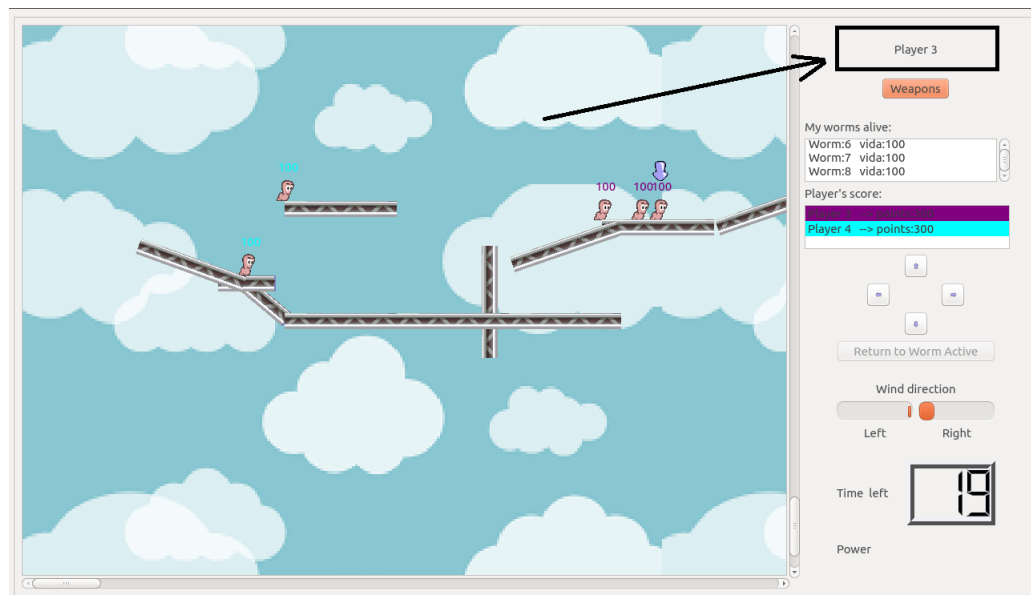 Player 3
Weapons
My worms alive:
Worm:6 vida:100
Worm:7 vida:100
Worm:8 vida:100
100
100
100
100
Player's score:
Player 4 --> points:300
Return to Worm Active
Wind direction
Left Right
Time left
19
Power